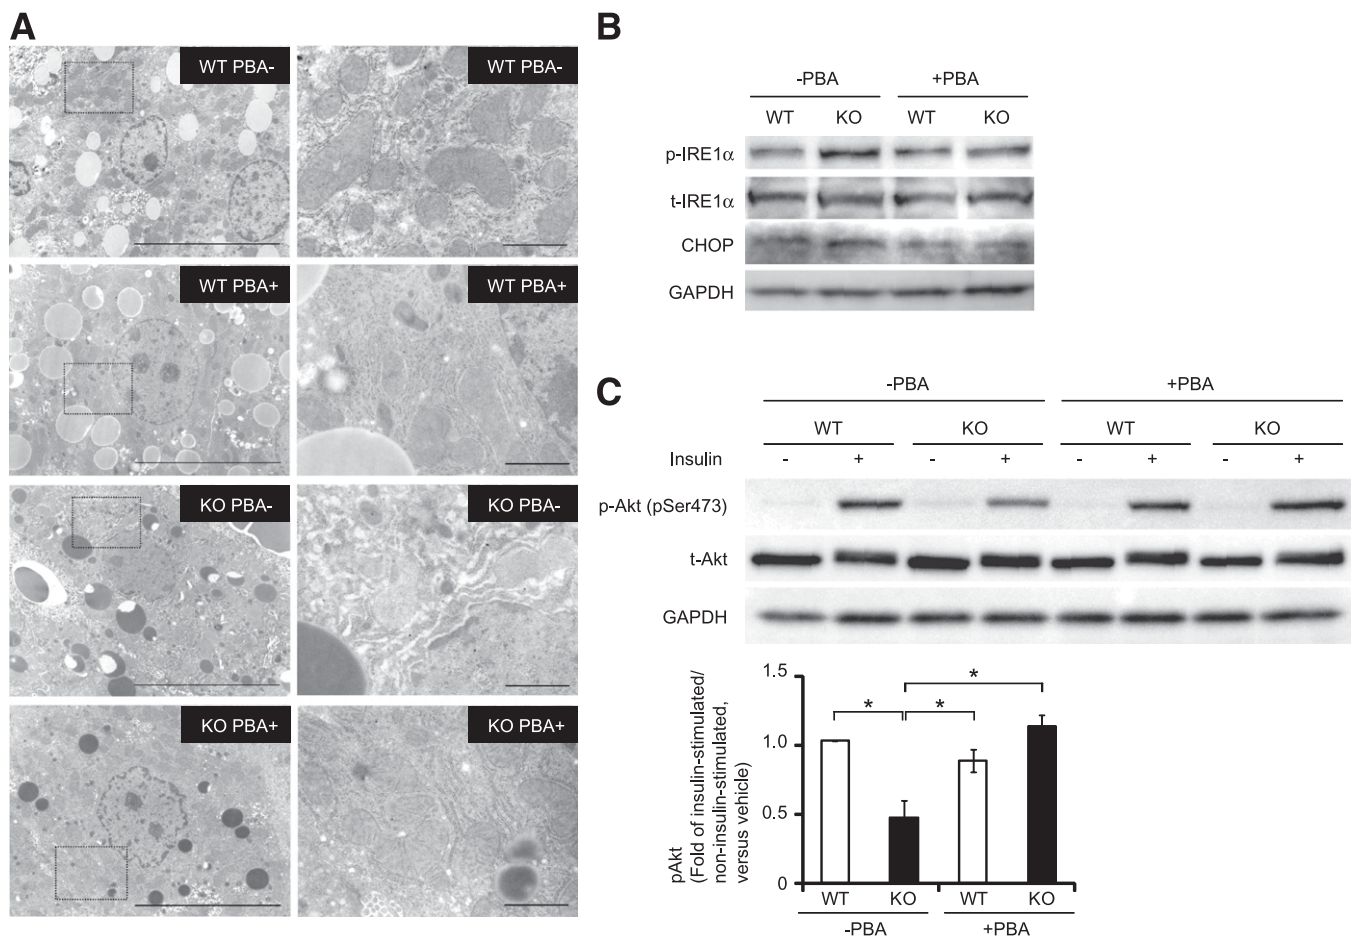 A
WT PBA-
WT PBA-
WT PBA+
WT PBA+
KO PBA-
KO PBA-
KO PBA+
KO PBA+
B
-PBA +PBA
WT KO WT KO
p-IRE1α
t-IRE1α
CHOP
GAPDH
C
-PBA +PBA
WT KO WT KO
Insulin - + - + - + - +
p-Akt (pSer473)
t-Akt
GAPDH
pAkt
(Fold of insulin-stimulated/
non-insulin-stimulated,
versus vehicle)
1.5
1.0
0.5
0
* * *
WT KO WT KO
-PBA +PBA